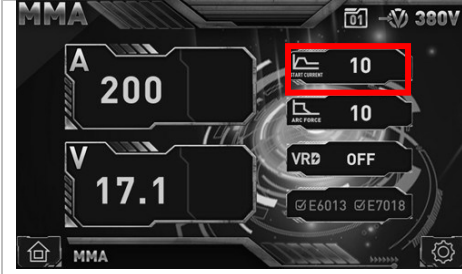 MMA
01 380V
A
200
START CURRENT 10
ARC FORCE 10
V
17.1
VRD OFF
E6013 E7018
MMA